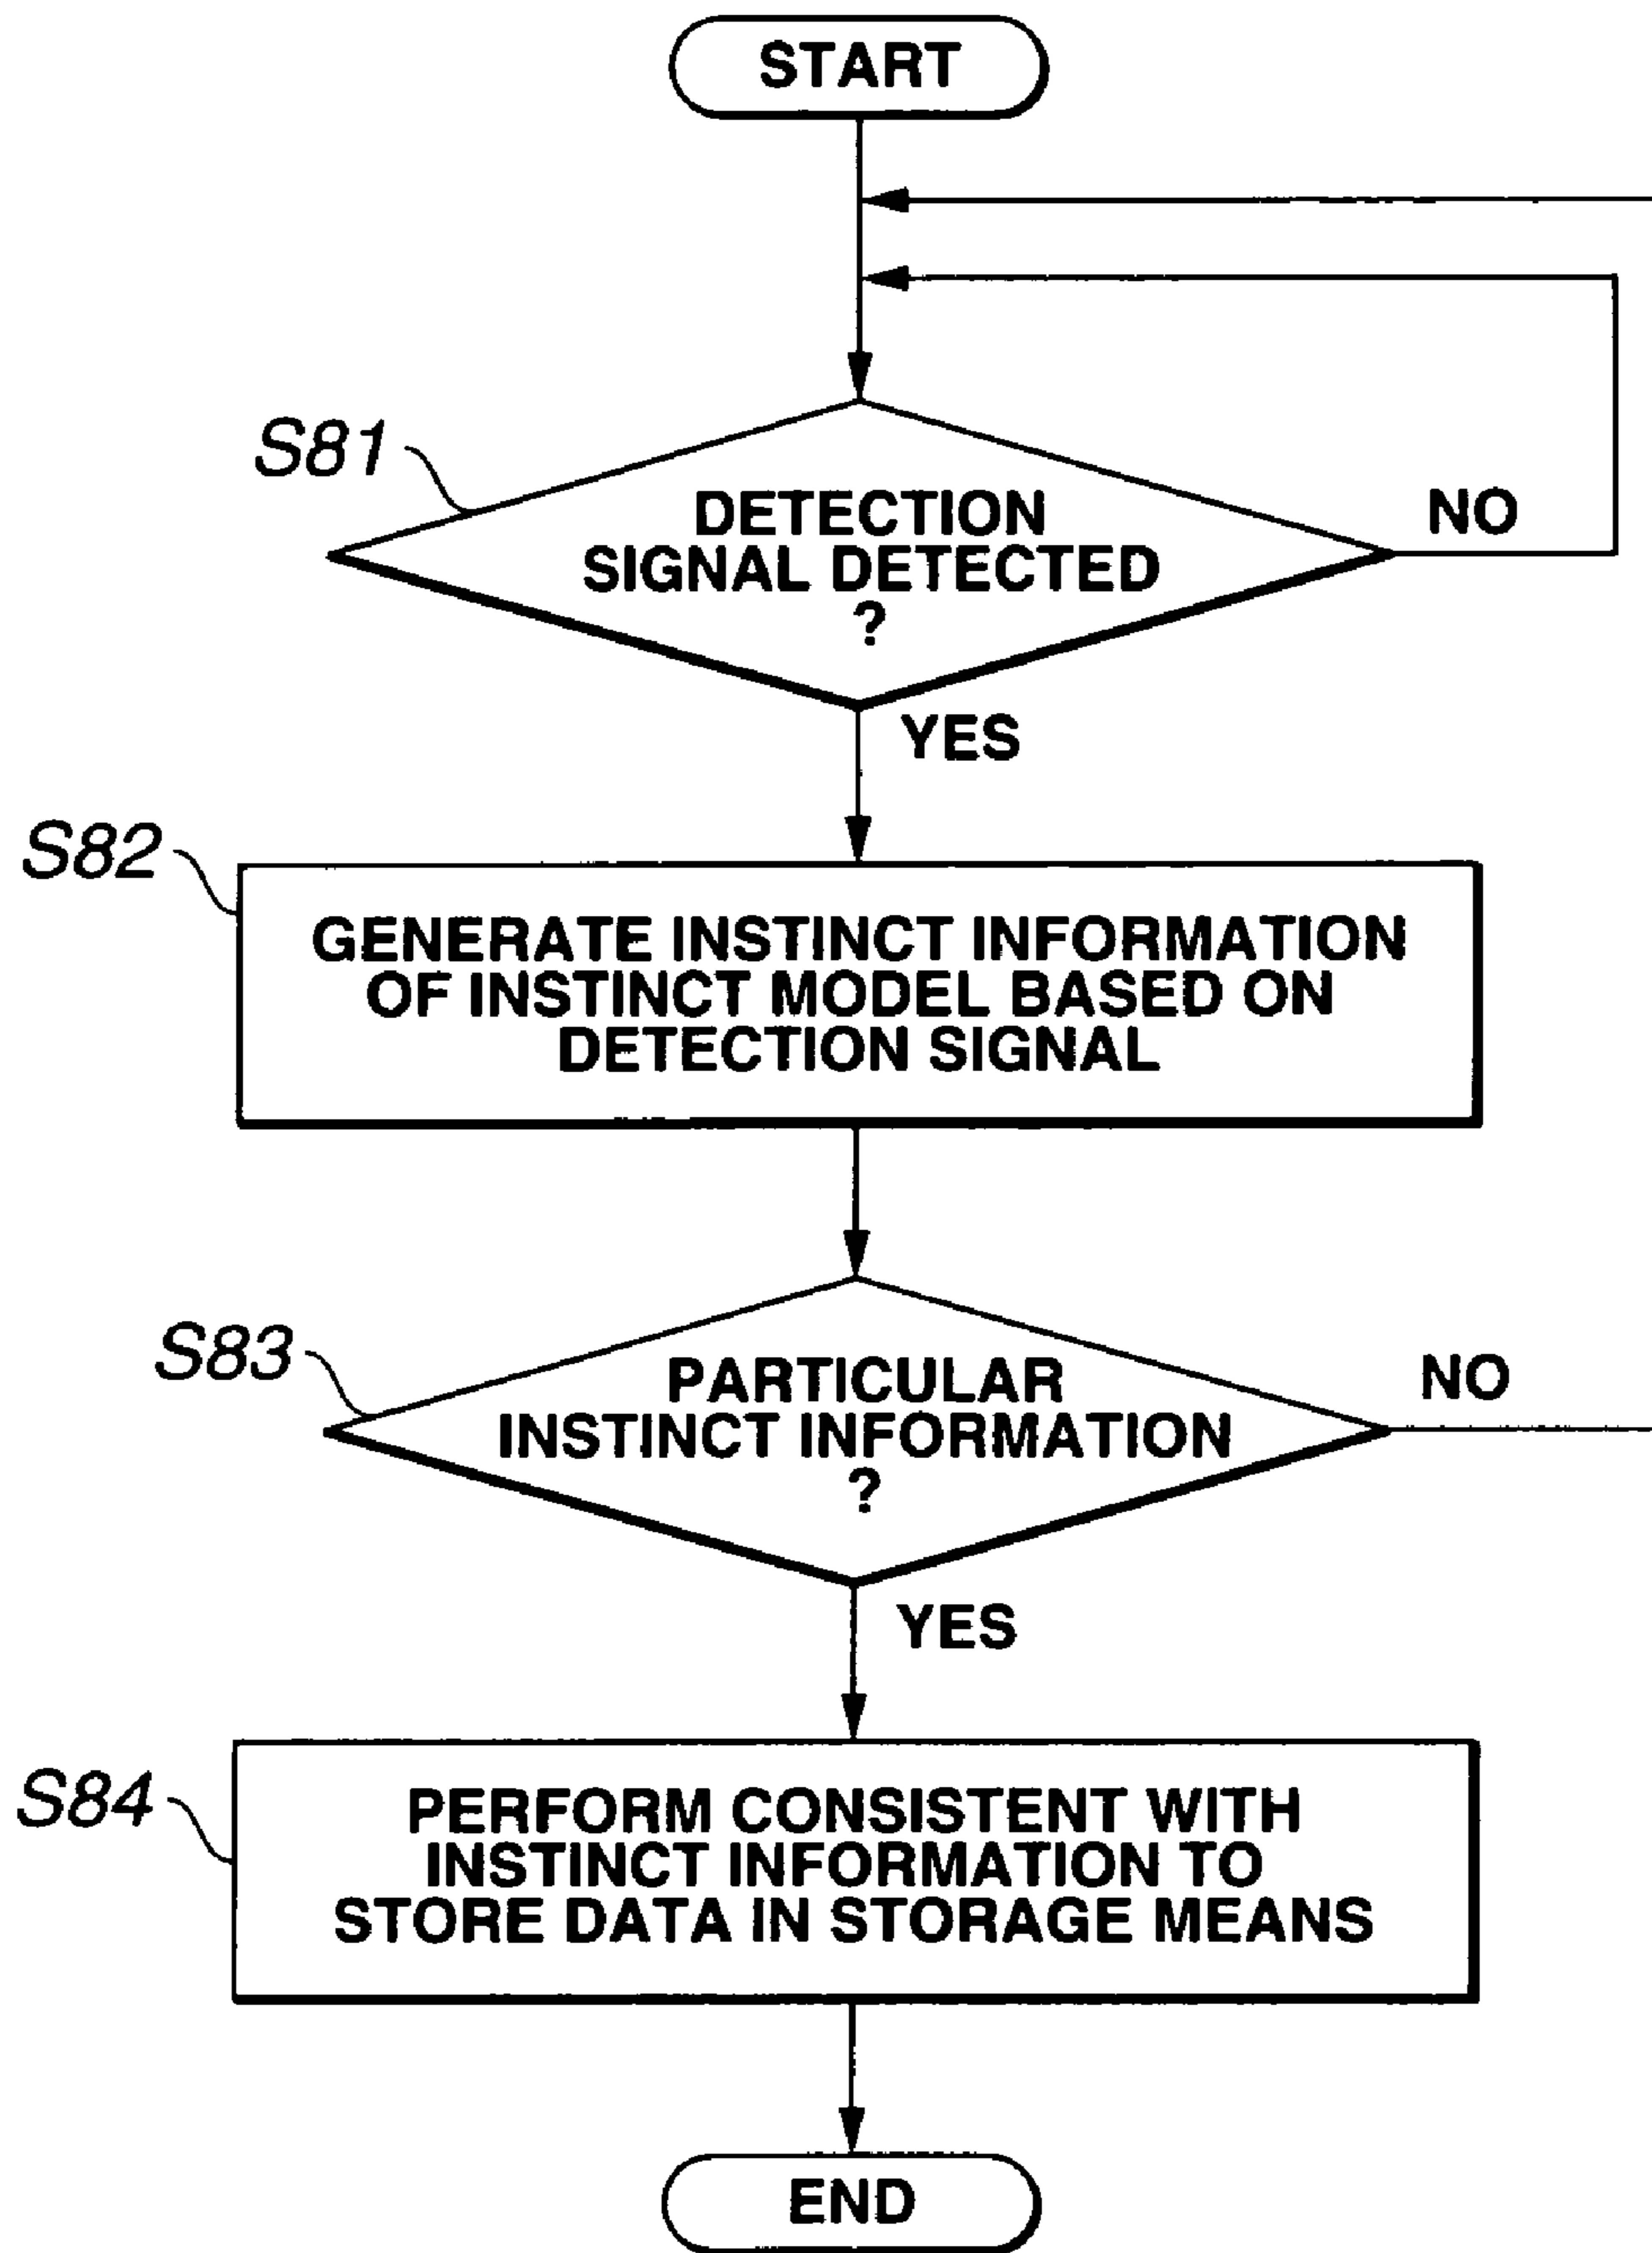 START
S81
DETECTION
SIGNAL DETECTED
?
NO
YES
S82
GENERATE INSTINCT INFORMATION
OF INSTINCT MODEL BASED ON
DETECTION SIGNAL
S83
PARTICULAR
INSTINCT INFORMATION
?
NO
YES
S84
PERFORM CONSISTENT WITH
INSTINCT INFORMATION TO
STORE DATA IN STORAGE MEANS
END